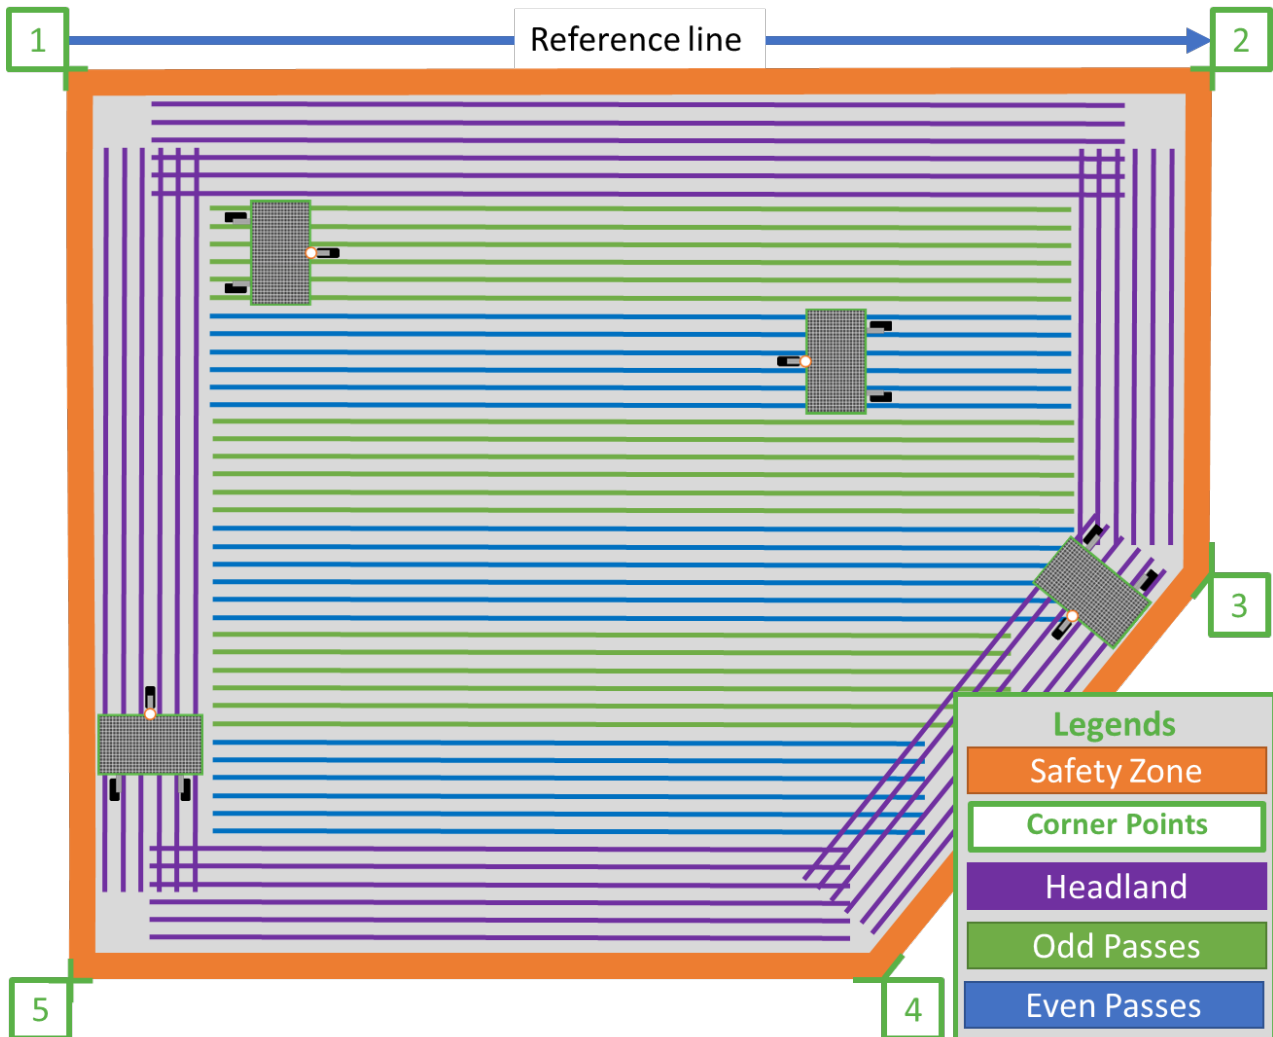 1
Reference line
2
3
Legends
Safety Zone
Corner Points
Headland
Odd Passes
Even Passes
5
4